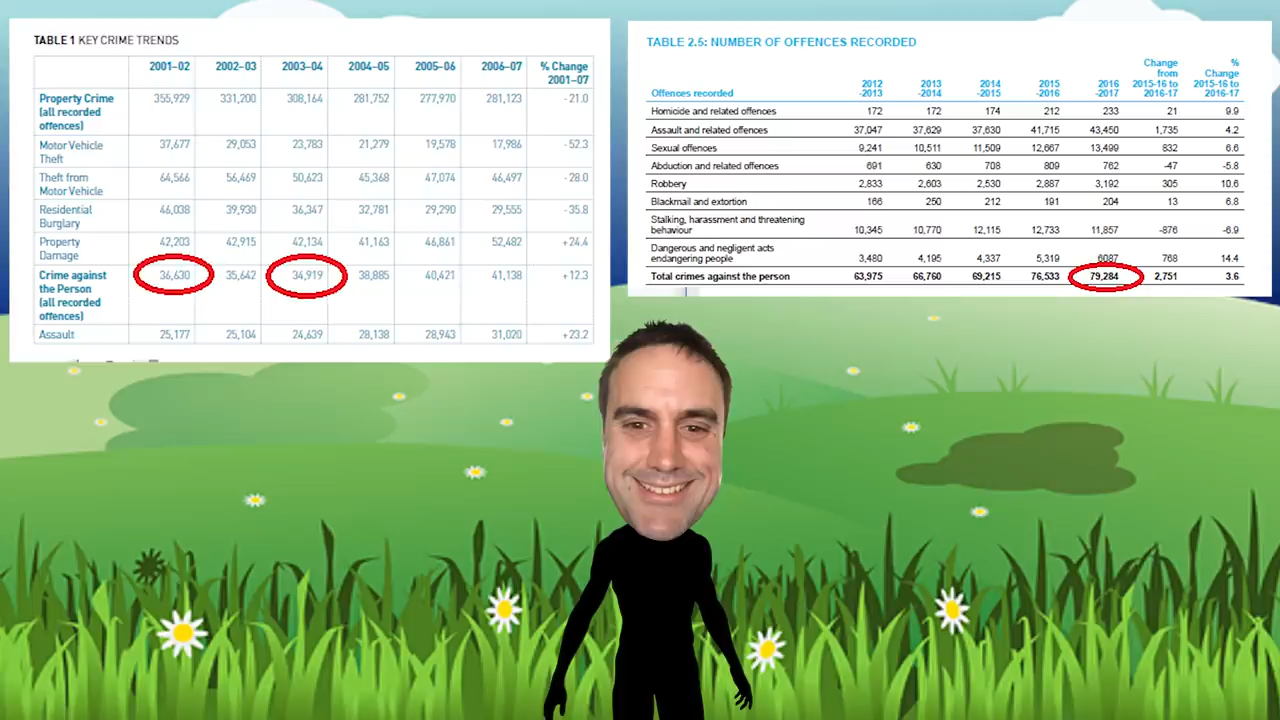 TABLE 1 KEY CRIME TRENDS
2001–02 2002–03 2003–04 2004–05 2005–06 2006–07 % Change
2001–07
Property Crime 355,929 331,200 308,164 281,752 277,970 281,123 - 21.0
(all recorded
offences)
Motor Vehicle 37,677 29,053 23,783 21,279 19,578 17,986 - 52.3
Theft
Theft from 64,566 56,469 50,623 45,368 47,074 46,497 - 28.0
Motor Vehicle
Residential 46,038 39,930 36,347 32,781 29,290 29,555 - 35.8
Burglary
Property 42,203 42,915 42,134 41,163 46,861 52,482 +24.4
Damage
Crime against 36,630 35,642 34,919 38,885 40,421 41,138 +12.3
the Person
(all recorded
offences)
Assault 25,177 25,104 24,639 28,138 28,943 31,020 +23.2
TABLE 2.5: NUMBER OF OFFENCES RECORDED
Change %
from Change
2012 2013 2014 2015 2016 2015-16 to 2015-16 to
Offences recorded -2013 -2014 -2015 -2016 -2017 2016-17 2016-17
Homicide and related offences 172 172 174 212 233 21 9.9
Assault and related offences 37,047 37,629 37,630 41,715 43,450 1,735 4.2
Sexual offences 9,241 10,511 11,509 12,667 13,499 832 6.6
Abduction and related offences 691 630 708 809 762 -47 -5.8
Robbery 2,833 2,603 2,530 2,887 3,192 305 10.6
Blackmail and extortion 166 250 212 191 204 13 6.8
Stalking, harassment and threatening
behaviour 10,345 10,770 12,115 12,733 11,857 -876 -6.9
Dangerous and negligent acts
endangering people 3,480 4,195 4,337 5,319 6087 768 14.4
Total crimes against the person 63,975 66,760 69,215 76,533 79,284 2,751 3.6